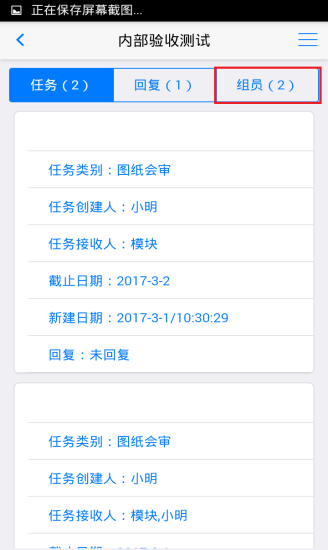 正在保存屏幕截图...
内部验收测试
任务（2）
回复（1）
组员（2）
任务类别：图纸会审
任务创建人：小明
任务接收人：模块
截止日期：2017-3-2
新建日期：2017-3-1/10:30:29
回复：未回复
任务类别：图纸会审
任务创建人：小明
任务接收人：模块,小明